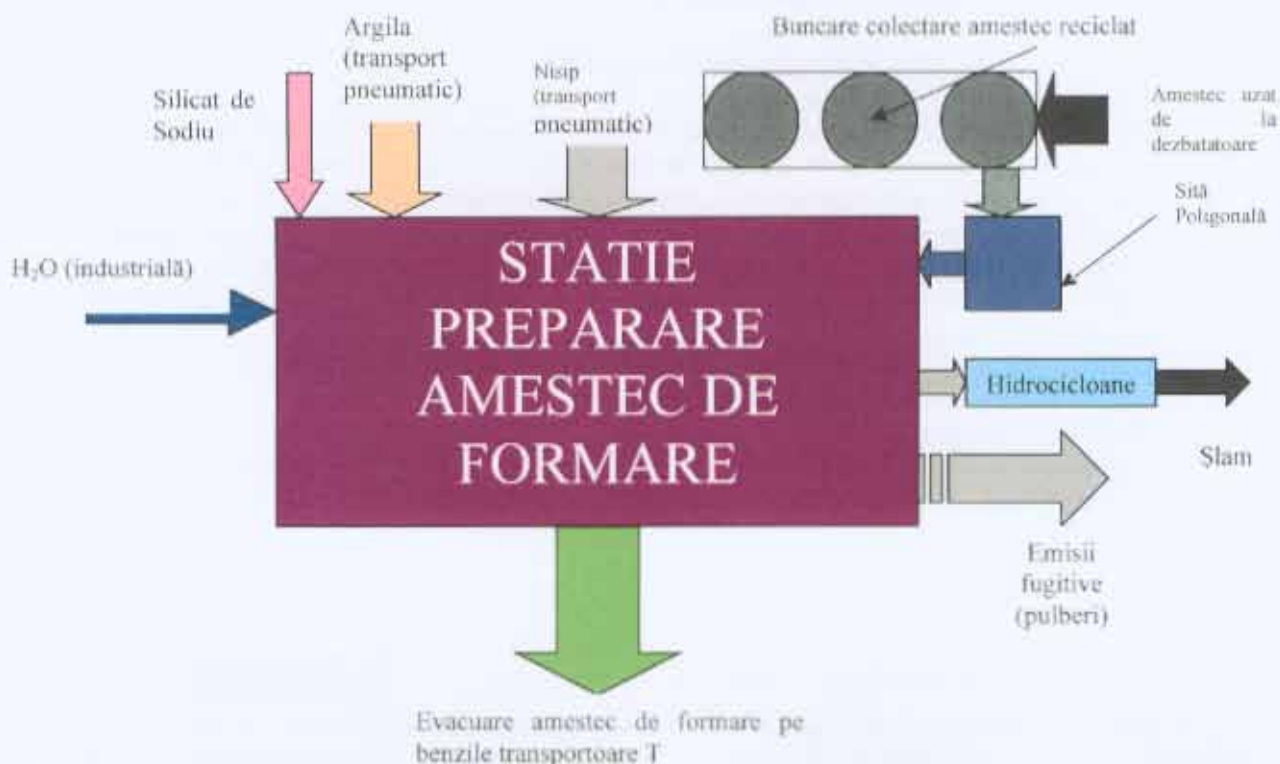 Argila
(transport
pneumatic)
Silicat de
Sodiu
Nisip
(transport
pneumatic)
Buncare colectare amestec reciclat
Amestec uzat
de la
dezbatatoare
Sită
Poligonală
H₂O (industrială)
STATIE
PREPARARE
AMESTEC DE
FORMARE
Hidrocicloane
Şlam
Emisii
fugitive
(pulberi)
Evacuare amestec de formare pe
benzile transportoare T